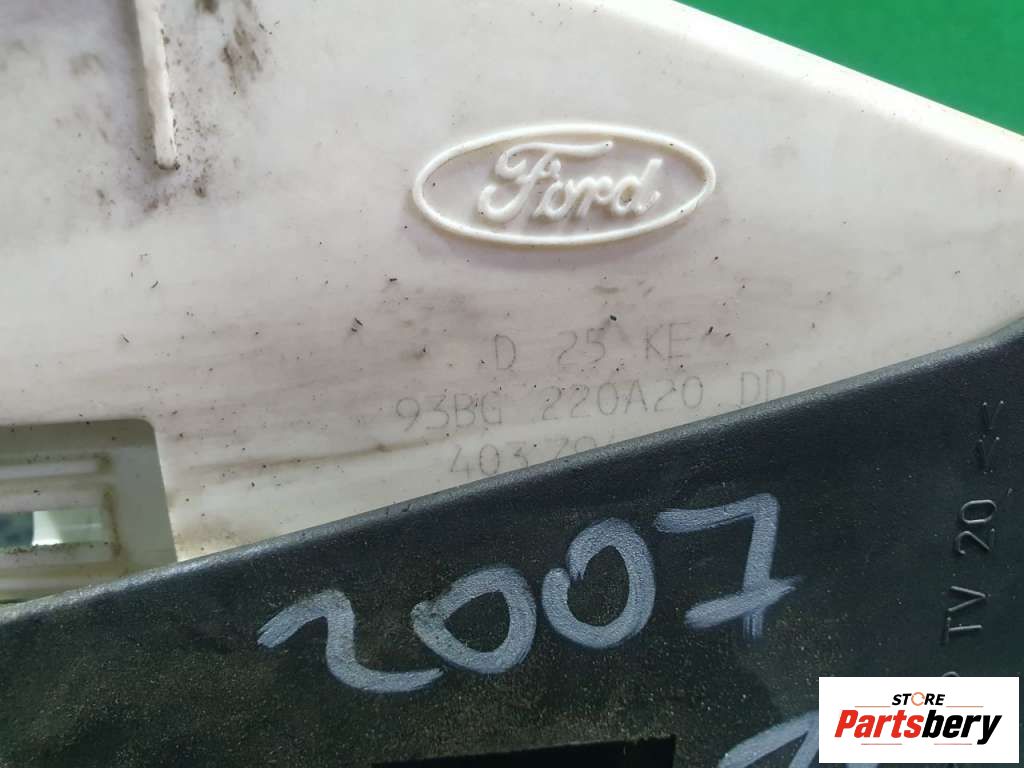 Ford
D 25 KE
93BG 220A20 DD
2007
TV 20
STORE
Partsbery